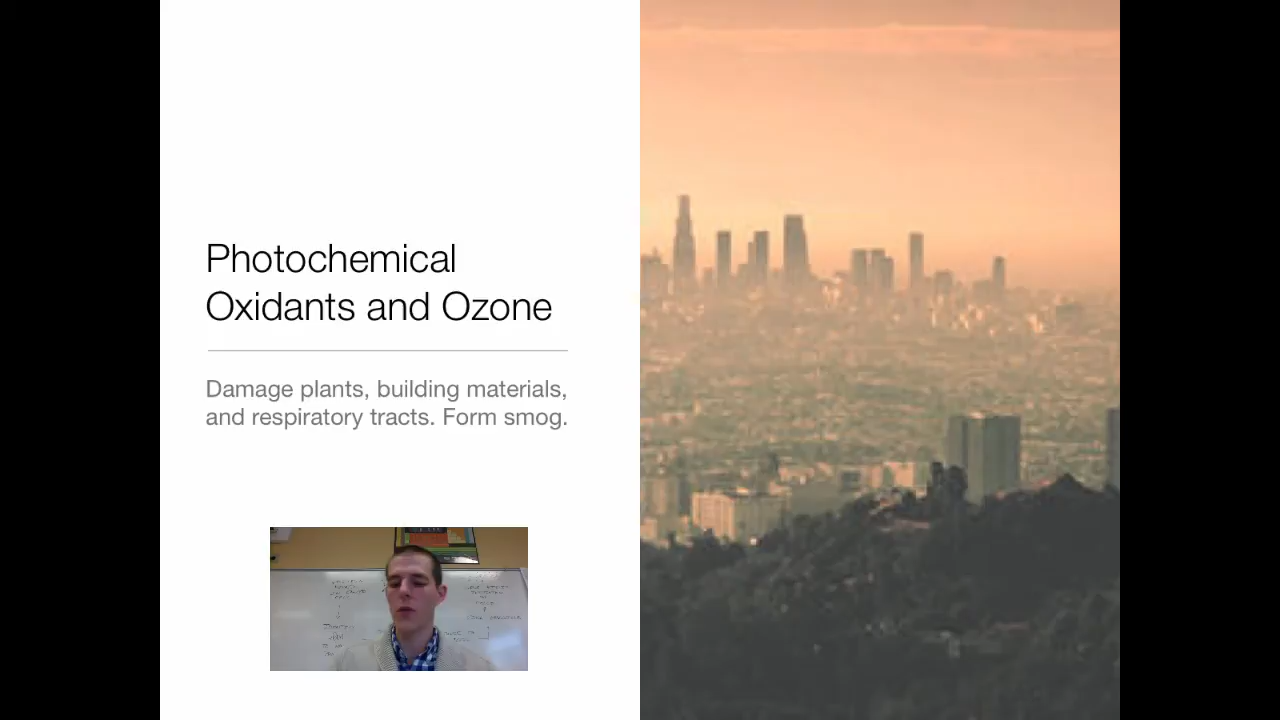 Photochemical
Oxidants and Ozone
Damage plants, building materials,
and respiratory tracts. Form smog.